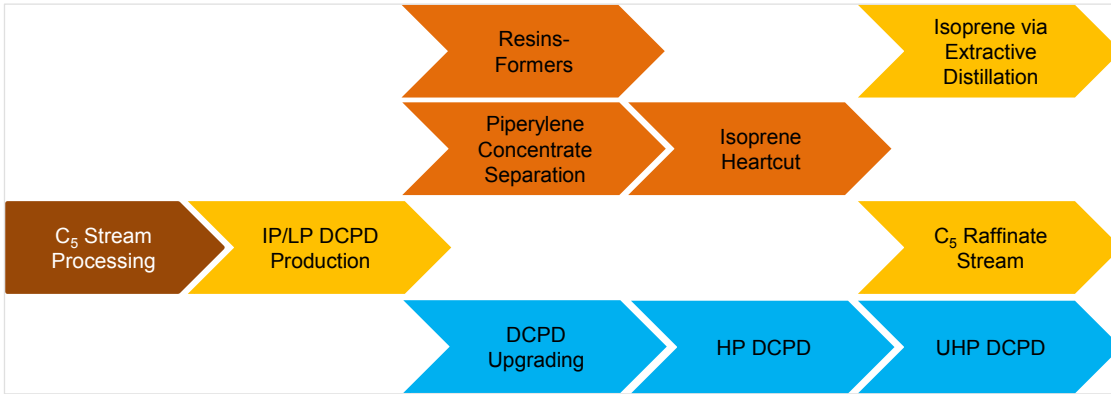 Resins-
Formers
Isoprene via
Extractive
Distillation
Piperylene
Concentrate
Separation
Isoprene
Heartcut
C₅ Stream
Processing
IP/LP DCPD
Production
C₅ Raffinate
Stream
DCPD
Upgrading
HP DCPD
UHP DCPD